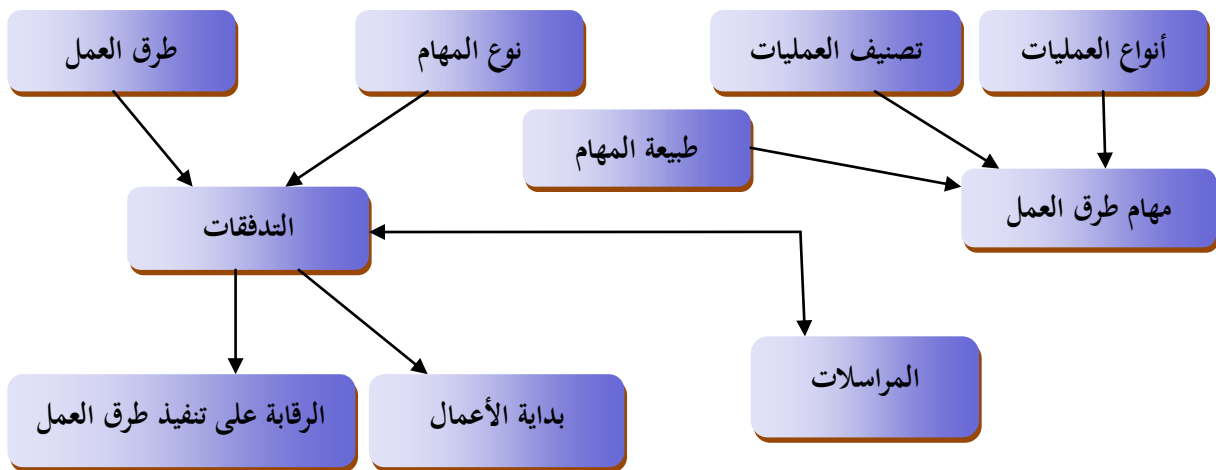 أنواع العمليات
تصنيف العمليات
نوع المهام
طرق العمل
طبيعة المهام
مهام طرق العمل
التدفقات
المراسلات
بداية الأعمال
الرقابة على تنفيذ طرق العمل